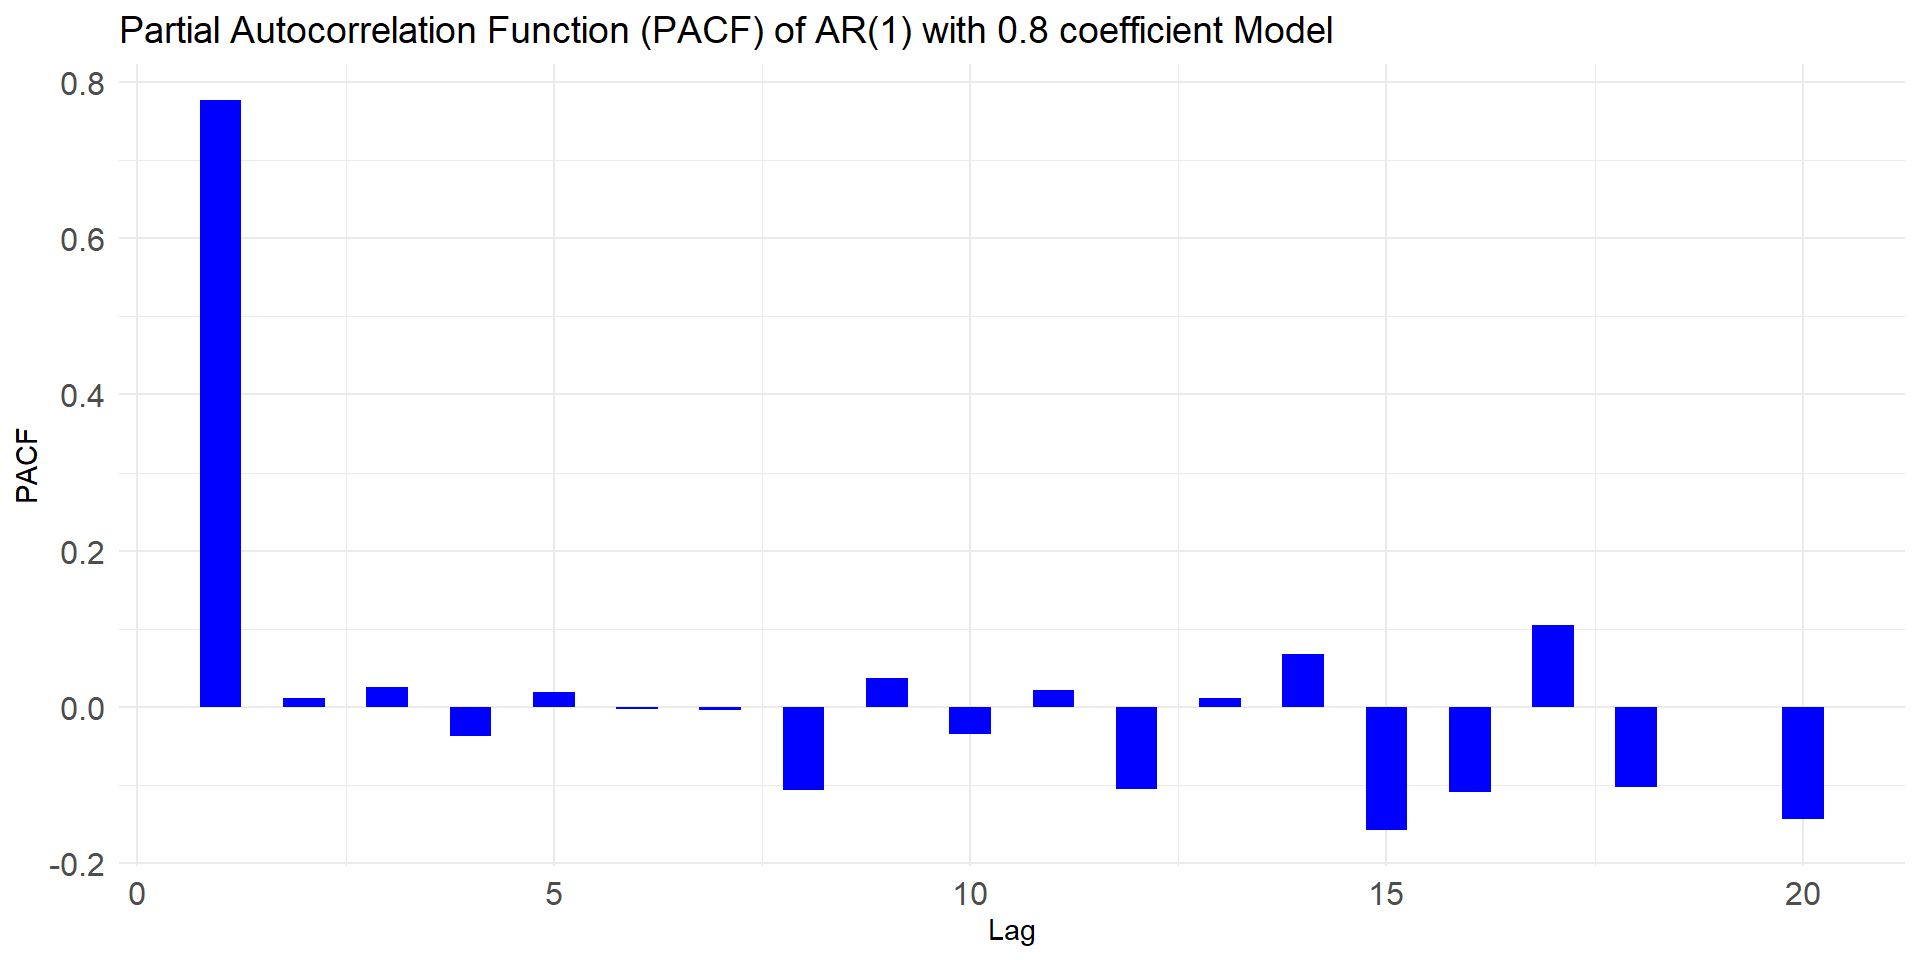 Partial Autocorrelation Function (PACF) of AR(1) with 0.8 coefficient Model
0.8
0.6
0.4
0.2
0.0
-0.2
PACF
0 5 10 15 20
Lag